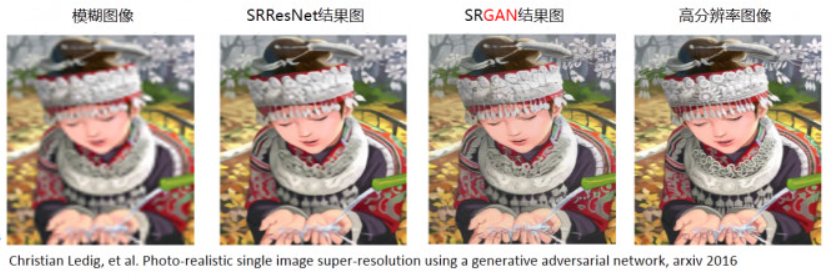 模糊图像
SRResNet结果图
SRGAN结果图
高分辨率图像
Christian Ledig, et al. Photo-realistic single image super-resolution using a generative adversarial network, arxiv 2016